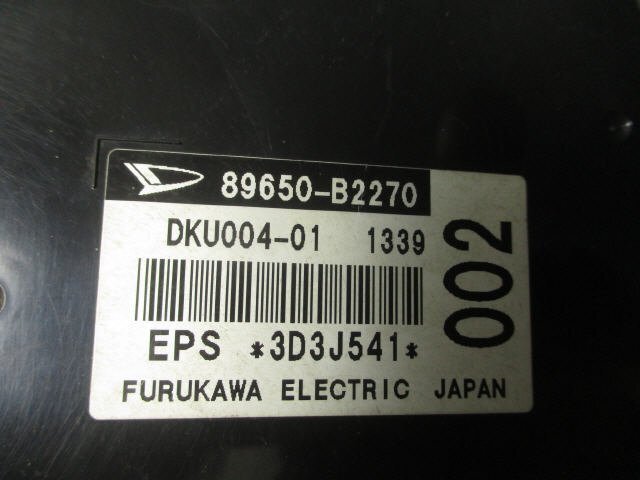 89650-B2270
DKU004-01 1339
002
EPS *3D3J541*
FURUKAWA ELECTRIC JAPAN